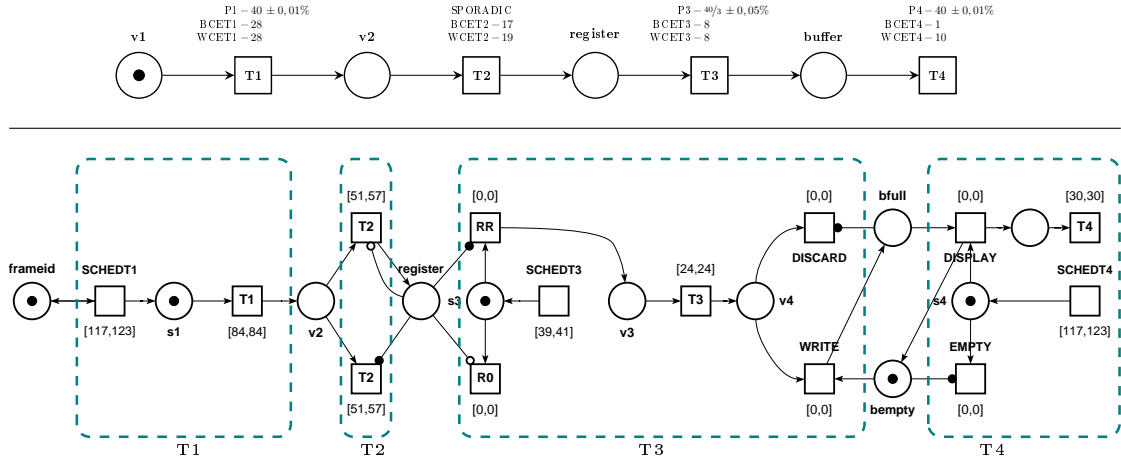 P1 – 40 ± 0,01%
BCET1 – 28
WCET1 – 28
SPORADIC
BCET2 – 17
WCET2 – 19
P3 – 40/3 ± 0,05%
BCET3 – 8
WCET3 – 8
P4 – 40 ± 0,01%
BCET4 – 1
WCET4 – 10
v1
v2
register
buffer
T1
T2
T3
T4
[51,57]
[0,0]
[0,0]
bfull
[0,0]
[30,30]
T2
RR
T4
DISCARD
DISPLAY
frameid
SCHEDT1
register
SCHEDT3
[24,24]
SCHEDT4
T1
s3
T3
v4
s4
[117,123]
s1
[84,84]
v2
[39,41]
v3
[117,123]
WRITE
EMPTY
T2
R0
[51,57]
[0,0]
[0,0]
bempty
[0,0]
T1
T2
T3
T4